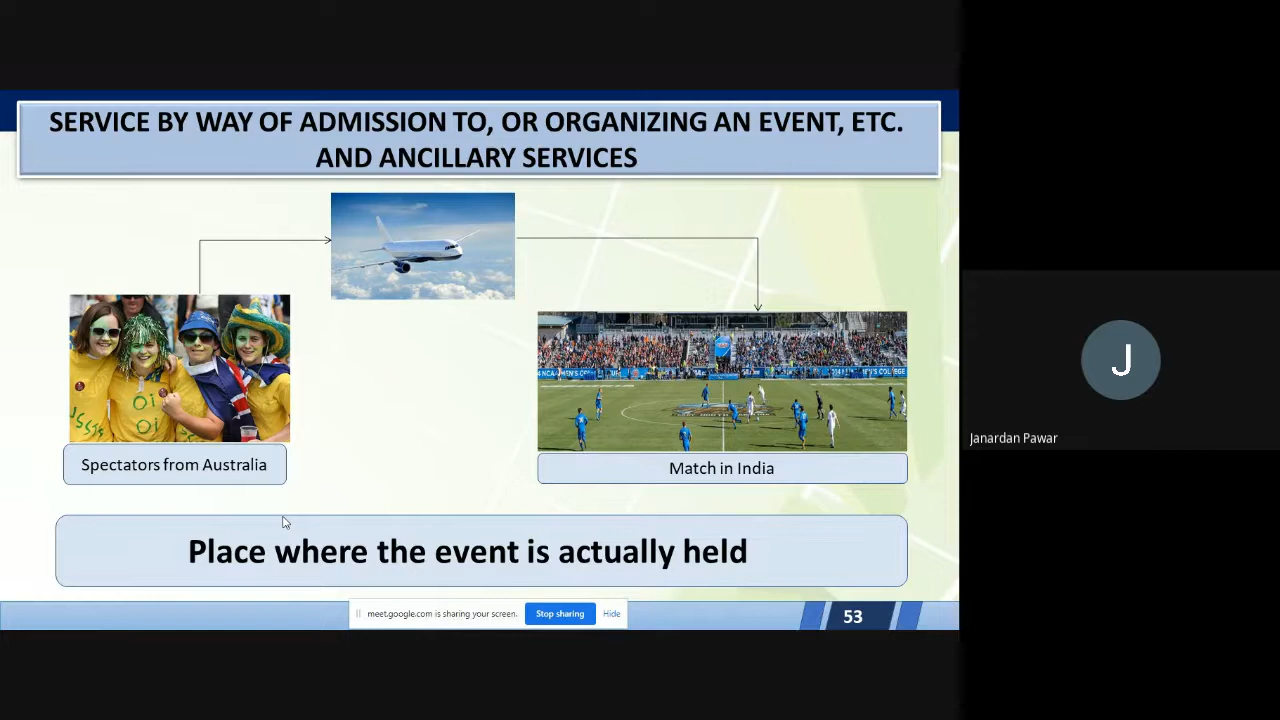 SERVICE BY WAY OF ADMISSION TO, OR ORGANIZING AN EVENT, ETC.
AND ANCILLARY SERVICES
Oi
Oi
Spectators from Australia
Match in India
Place where the event is actually held
meet.google.com is sharing your screen.
Stop sharing
Hide
53
J
Janardan Pawar